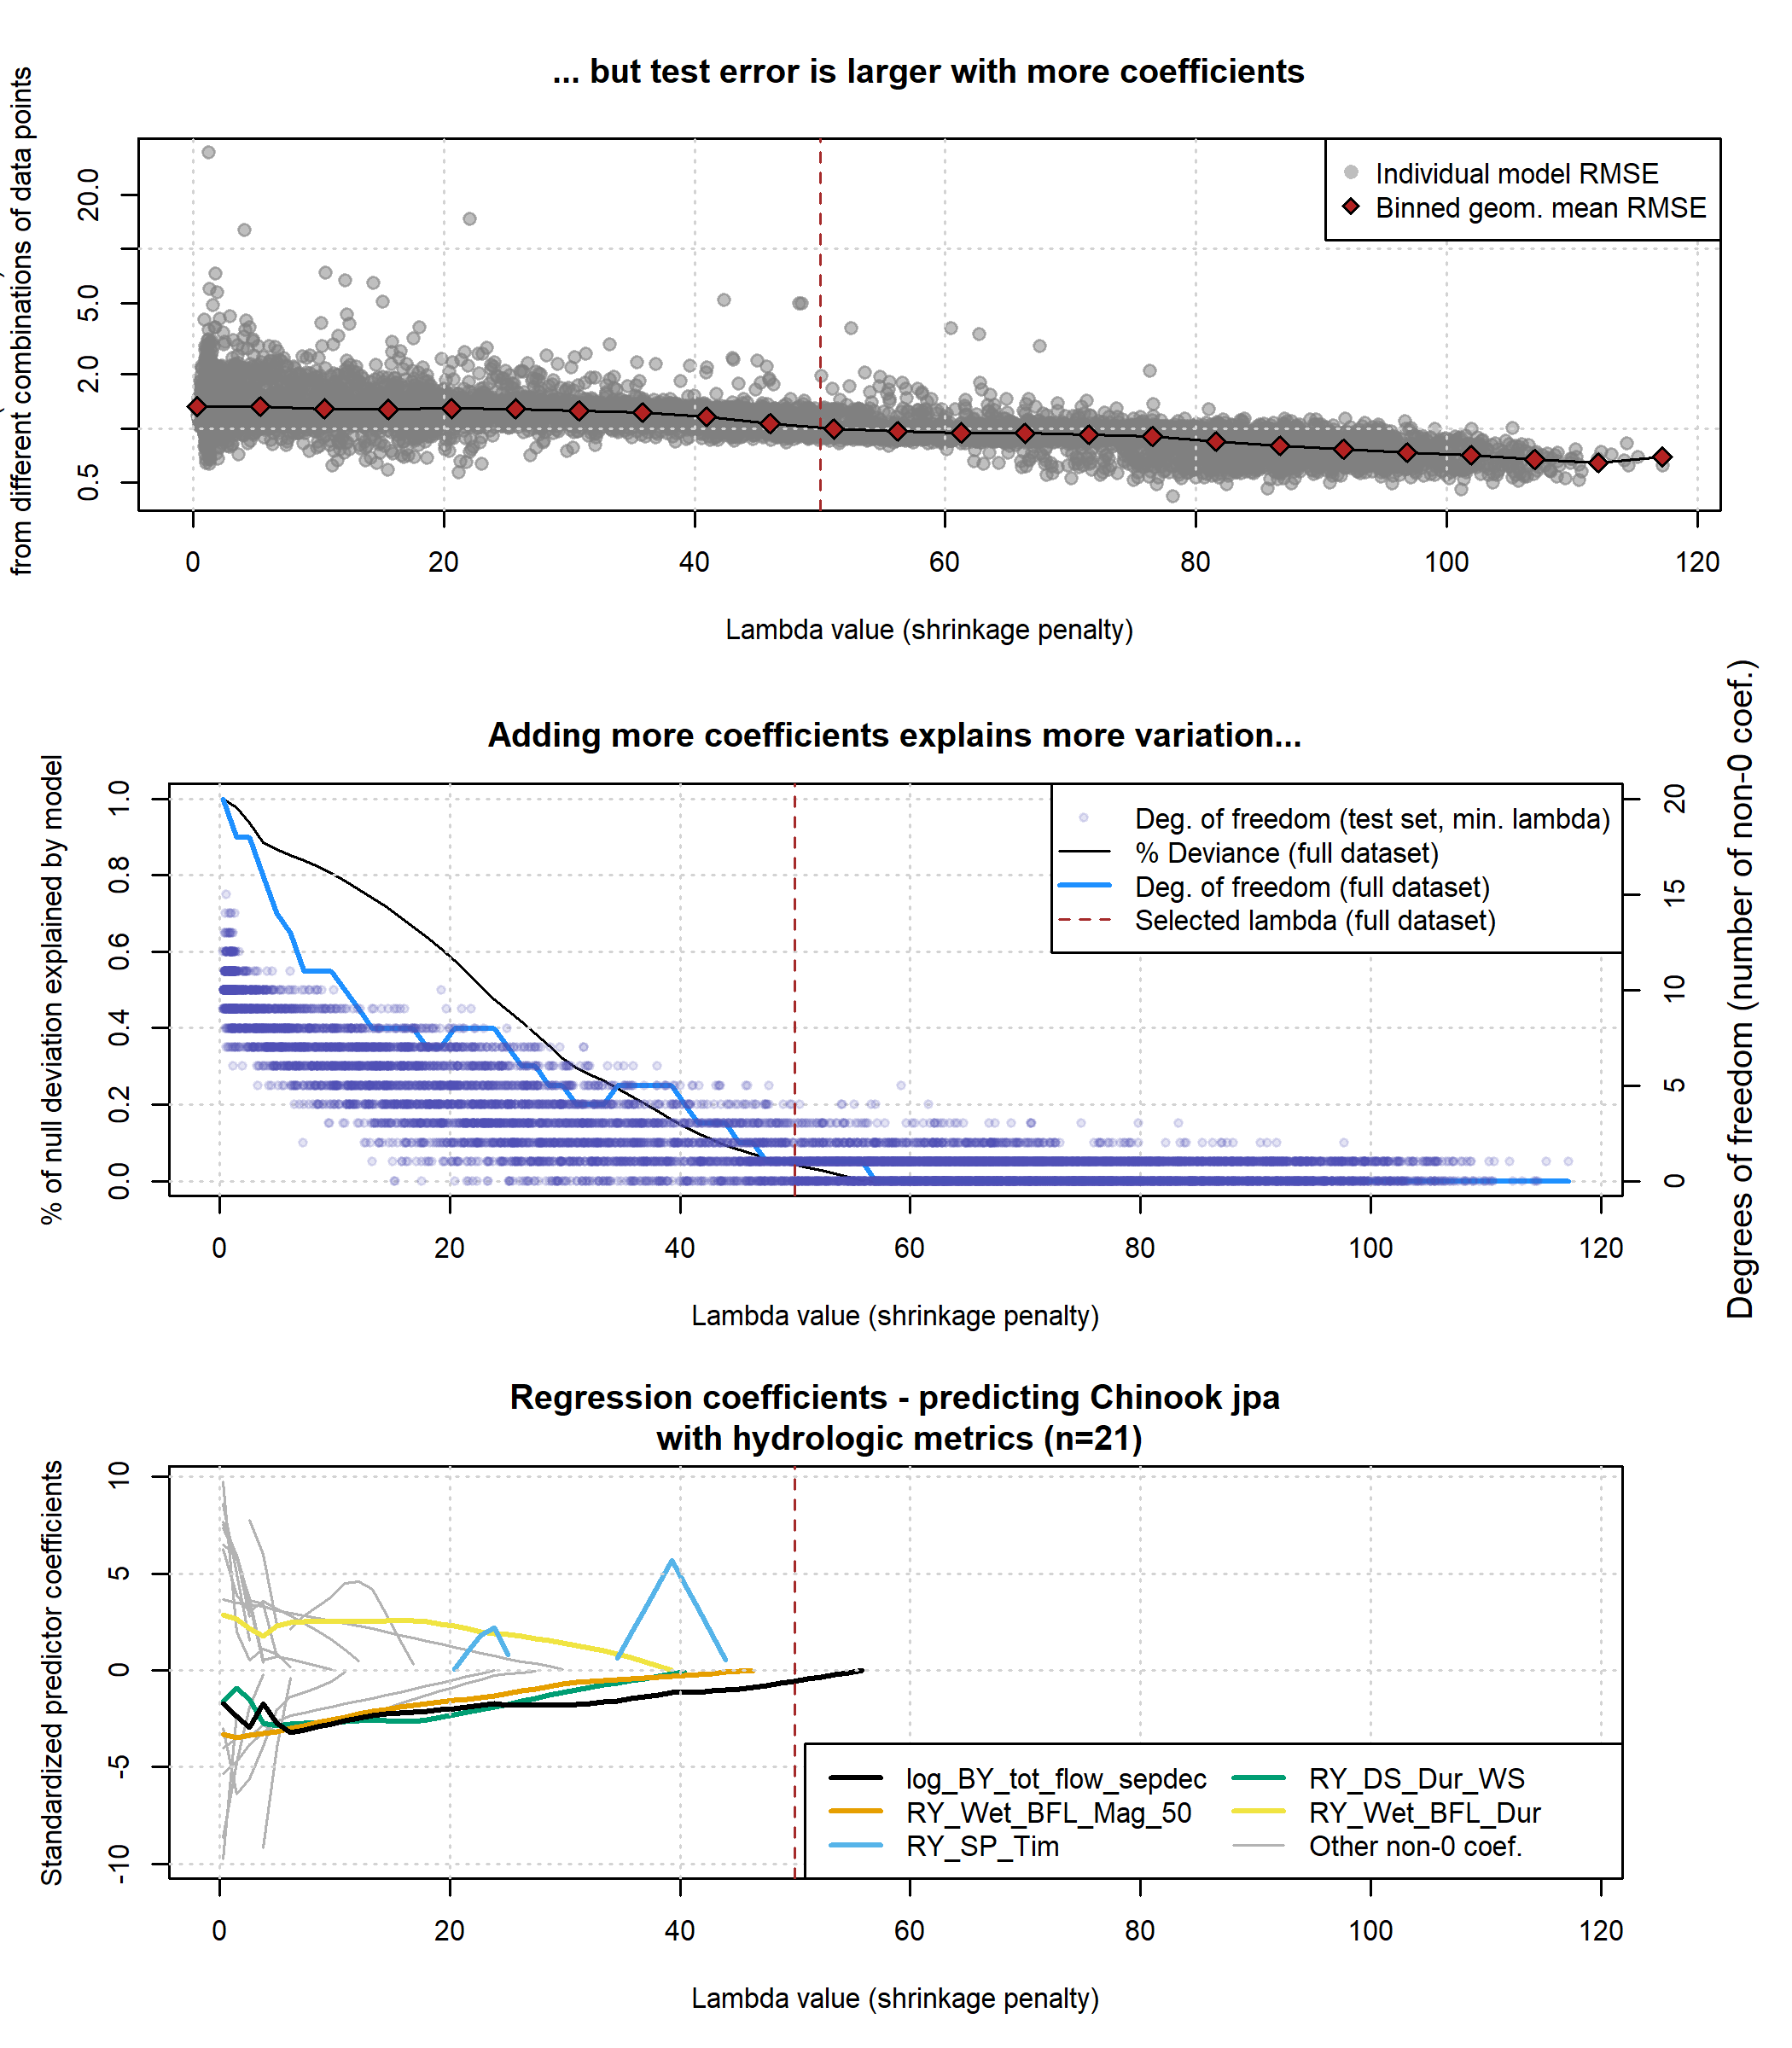 ... but test error is larger with more coefficients
from different combinations of data points
20.0
5.0
2.0
0.5
Individual model RMSE
Binned geom. mean RMSE
0 20 40 60 80 100 120
Lambda value (shrinkage penalty)
Adding more coefficients explains more variation...
% of null deviation explained by model
1.0
0.8
0.6
0.4
0.2
0.0
Deg. of freedom (test set, min. lambda)
% Deviance (full dataset)
Deg. of freedom (full dataset)
Selected lambda (full dataset)
20
15
10
5
0
Degrees of freedom (number of non-0 coef.)
0 20 40 60 80 100 120
Lambda value (shrinkage penalty)
Regression coefficients - predicting Chinook jpa
with hydrologic metrics (n=21)
Standardized predictor coefficients
10
5
0
-5
-10
log_BY_tot_flow_sepdec
RY_Wet_BFL_Mag_50
RY_SP_Tim
RY_DS_Dur_WS
RY_Wet_BFL_Dur
Other non-0 coef.
0 20 40 60 80 100 120
Lambda value (shrinkage penalty)